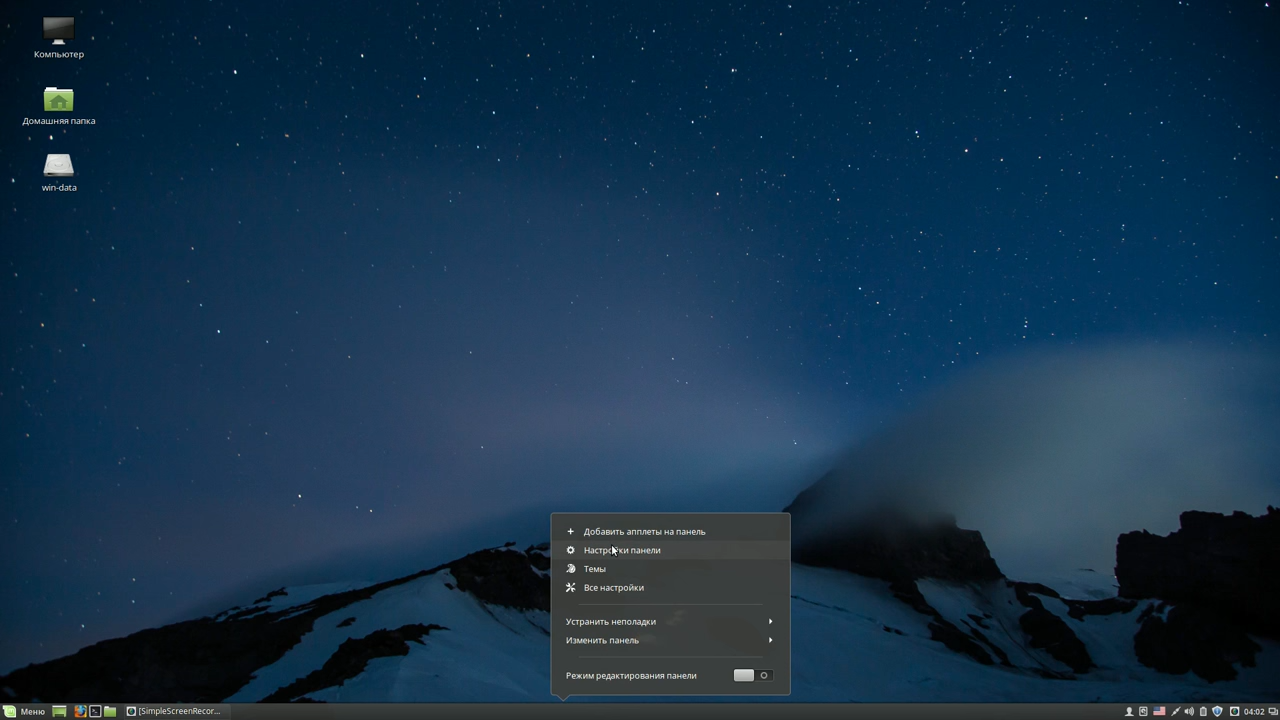 Компьютер
Домашняя папка
win-data
Добавить апплеты на панель
Настройки панели
Темы
Все настройки
Устранить неполадки
Изменить панель
Режим редактирования панели
Меню
[SimpleScreenRecor...
04:02